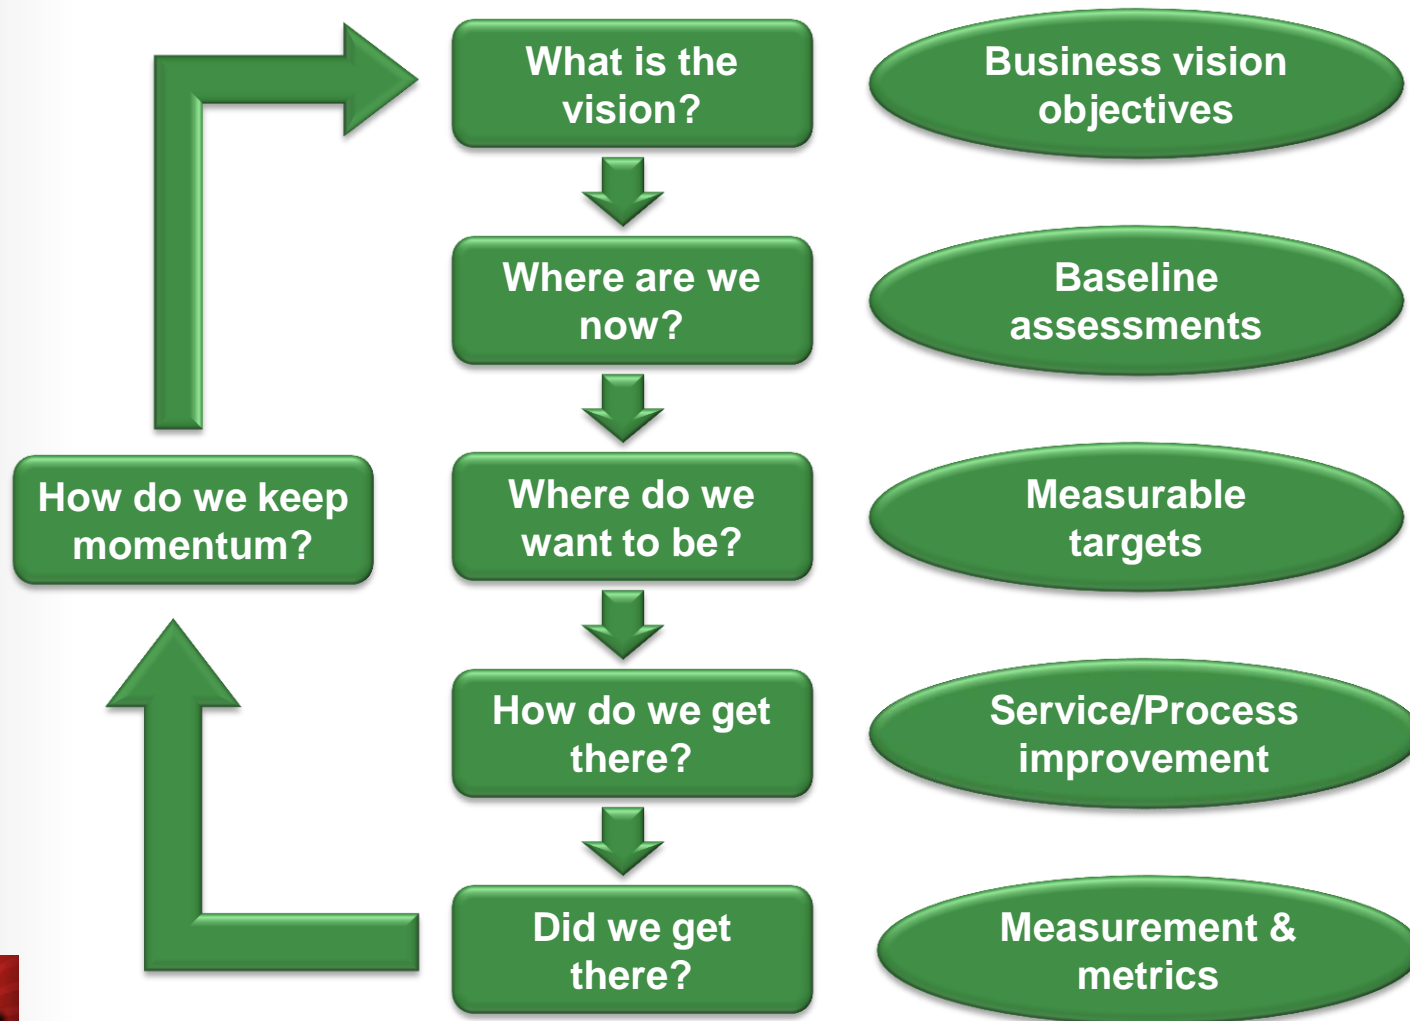 What is the
vision?
Business vision
objectives
Where are we
now?
Baseline
assessments
How do we keep
momentum?
Where do we
want to be?
Measurable
targets
How do we get
there?
Service/Process
improvement
Did we get
there?
Measurement &
metrics